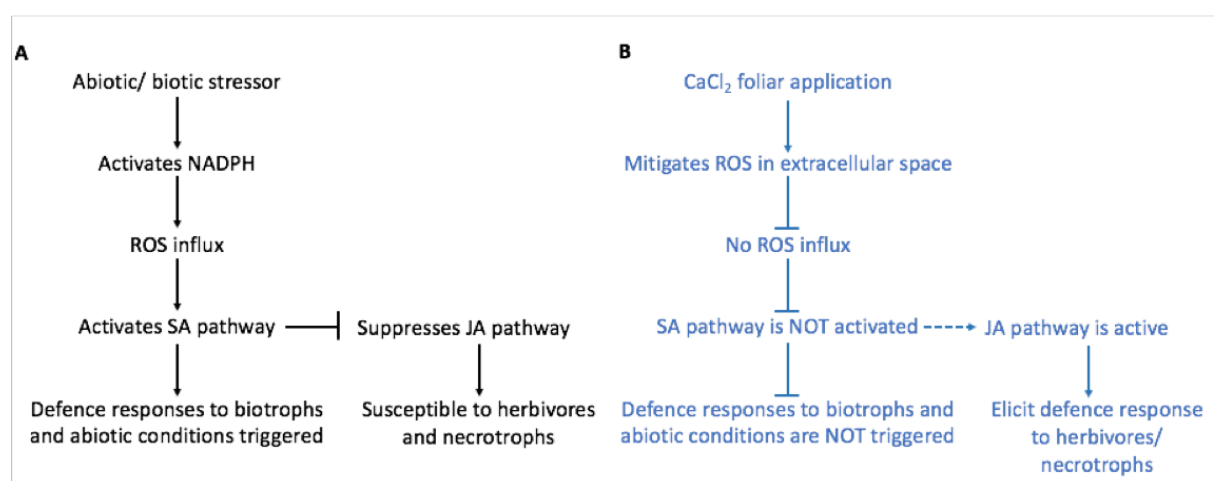 A
Abiotic/ biotic stressor
Activates NADPH
ROS influx
Activates SA pathway
Suppresses JA pathway
Defence responses to biotrophs
and abiotic conditions triggered
Susceptible to herbivores
and necrotrophs
B
CaCl₂ foliar application
Mitigates ROS in extracellular space
No ROS influx
SA pathway is NOT activated
JA pathway is active
Defence responses to biotrophs and
abiotic conditions are NOT triggered
Elicit defence response
to herbivores/
necrotrophs